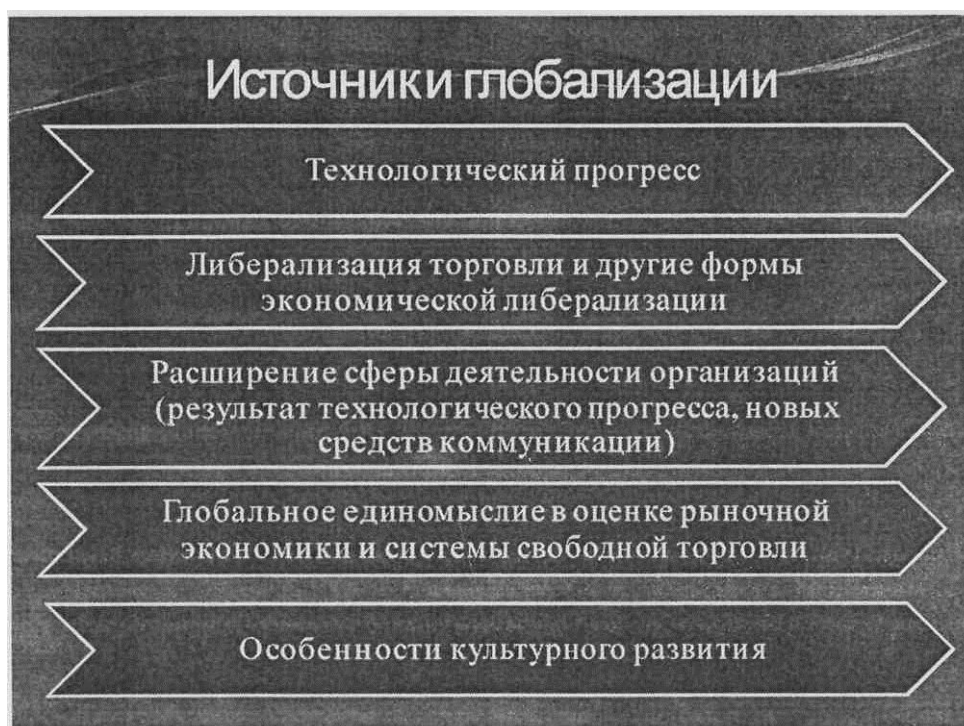 Источники глобализации
Технологический прогресс
Либерализация торговли и другие формы
экономической либерализации
Расширение сферы деятельности организаций
(результат технологического прогресса, новых
средств коммуникации)
Глобальное единомыслие в оценке рыночной
экономики и системы свободной торговли
Особенности культурного развития